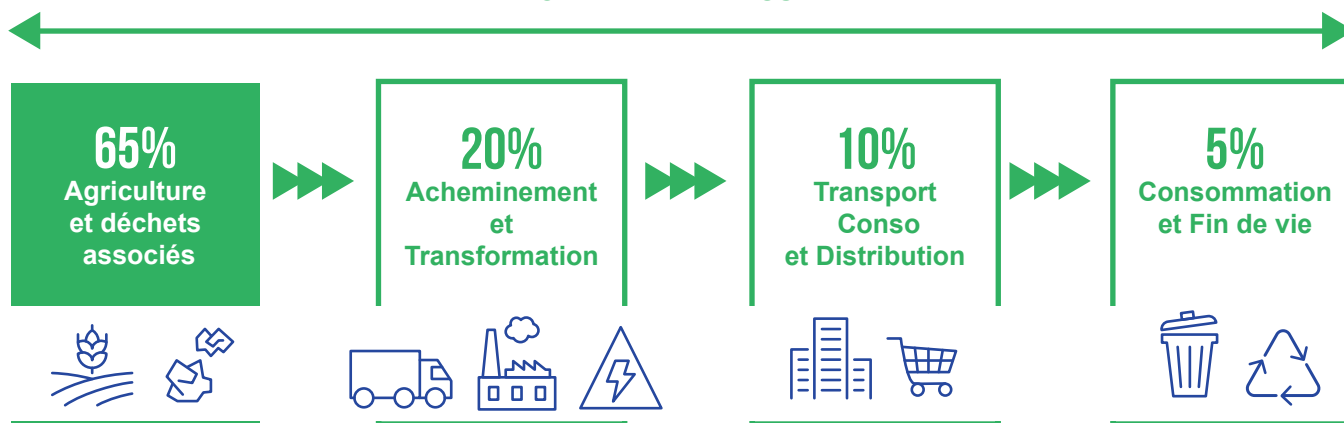 65%
Agriculture
et déchets
associés
20%
Acheminement
et
Transformation
10%
Transport
Conso
et Distribution
5%
Consommation
et Fin de vie